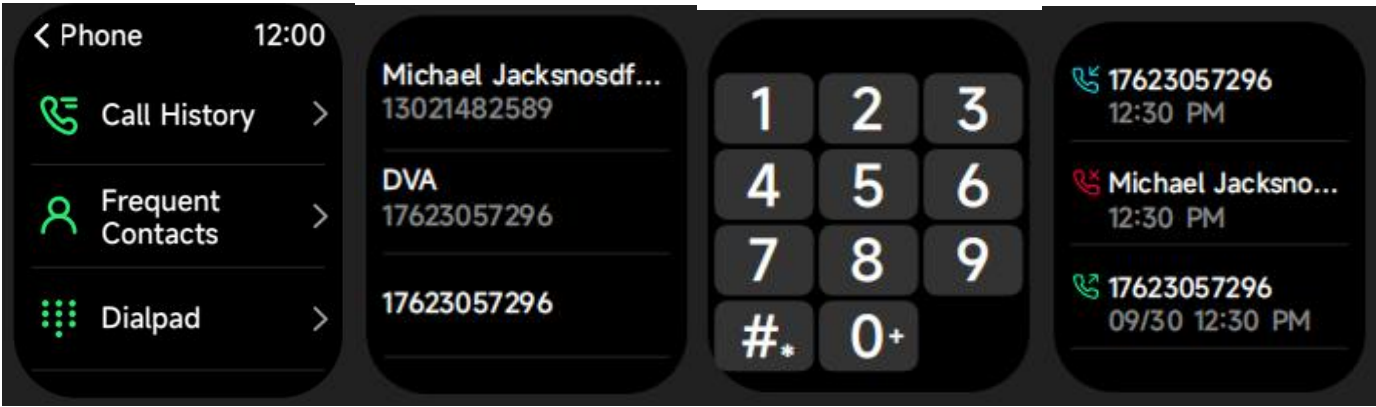 < Phone 12:00
Call History >
Frequent
Contacts >
Dialpad >
Michael Jacksnosdf...
13021482589
DVA
17623057296
17623057296
1 2 3
4 5 6
7 8 9
#* 0+
17623057296
12:30 PM
Michael Jacksno...
12:30 PM
17623057296
09/30 12:30 PM